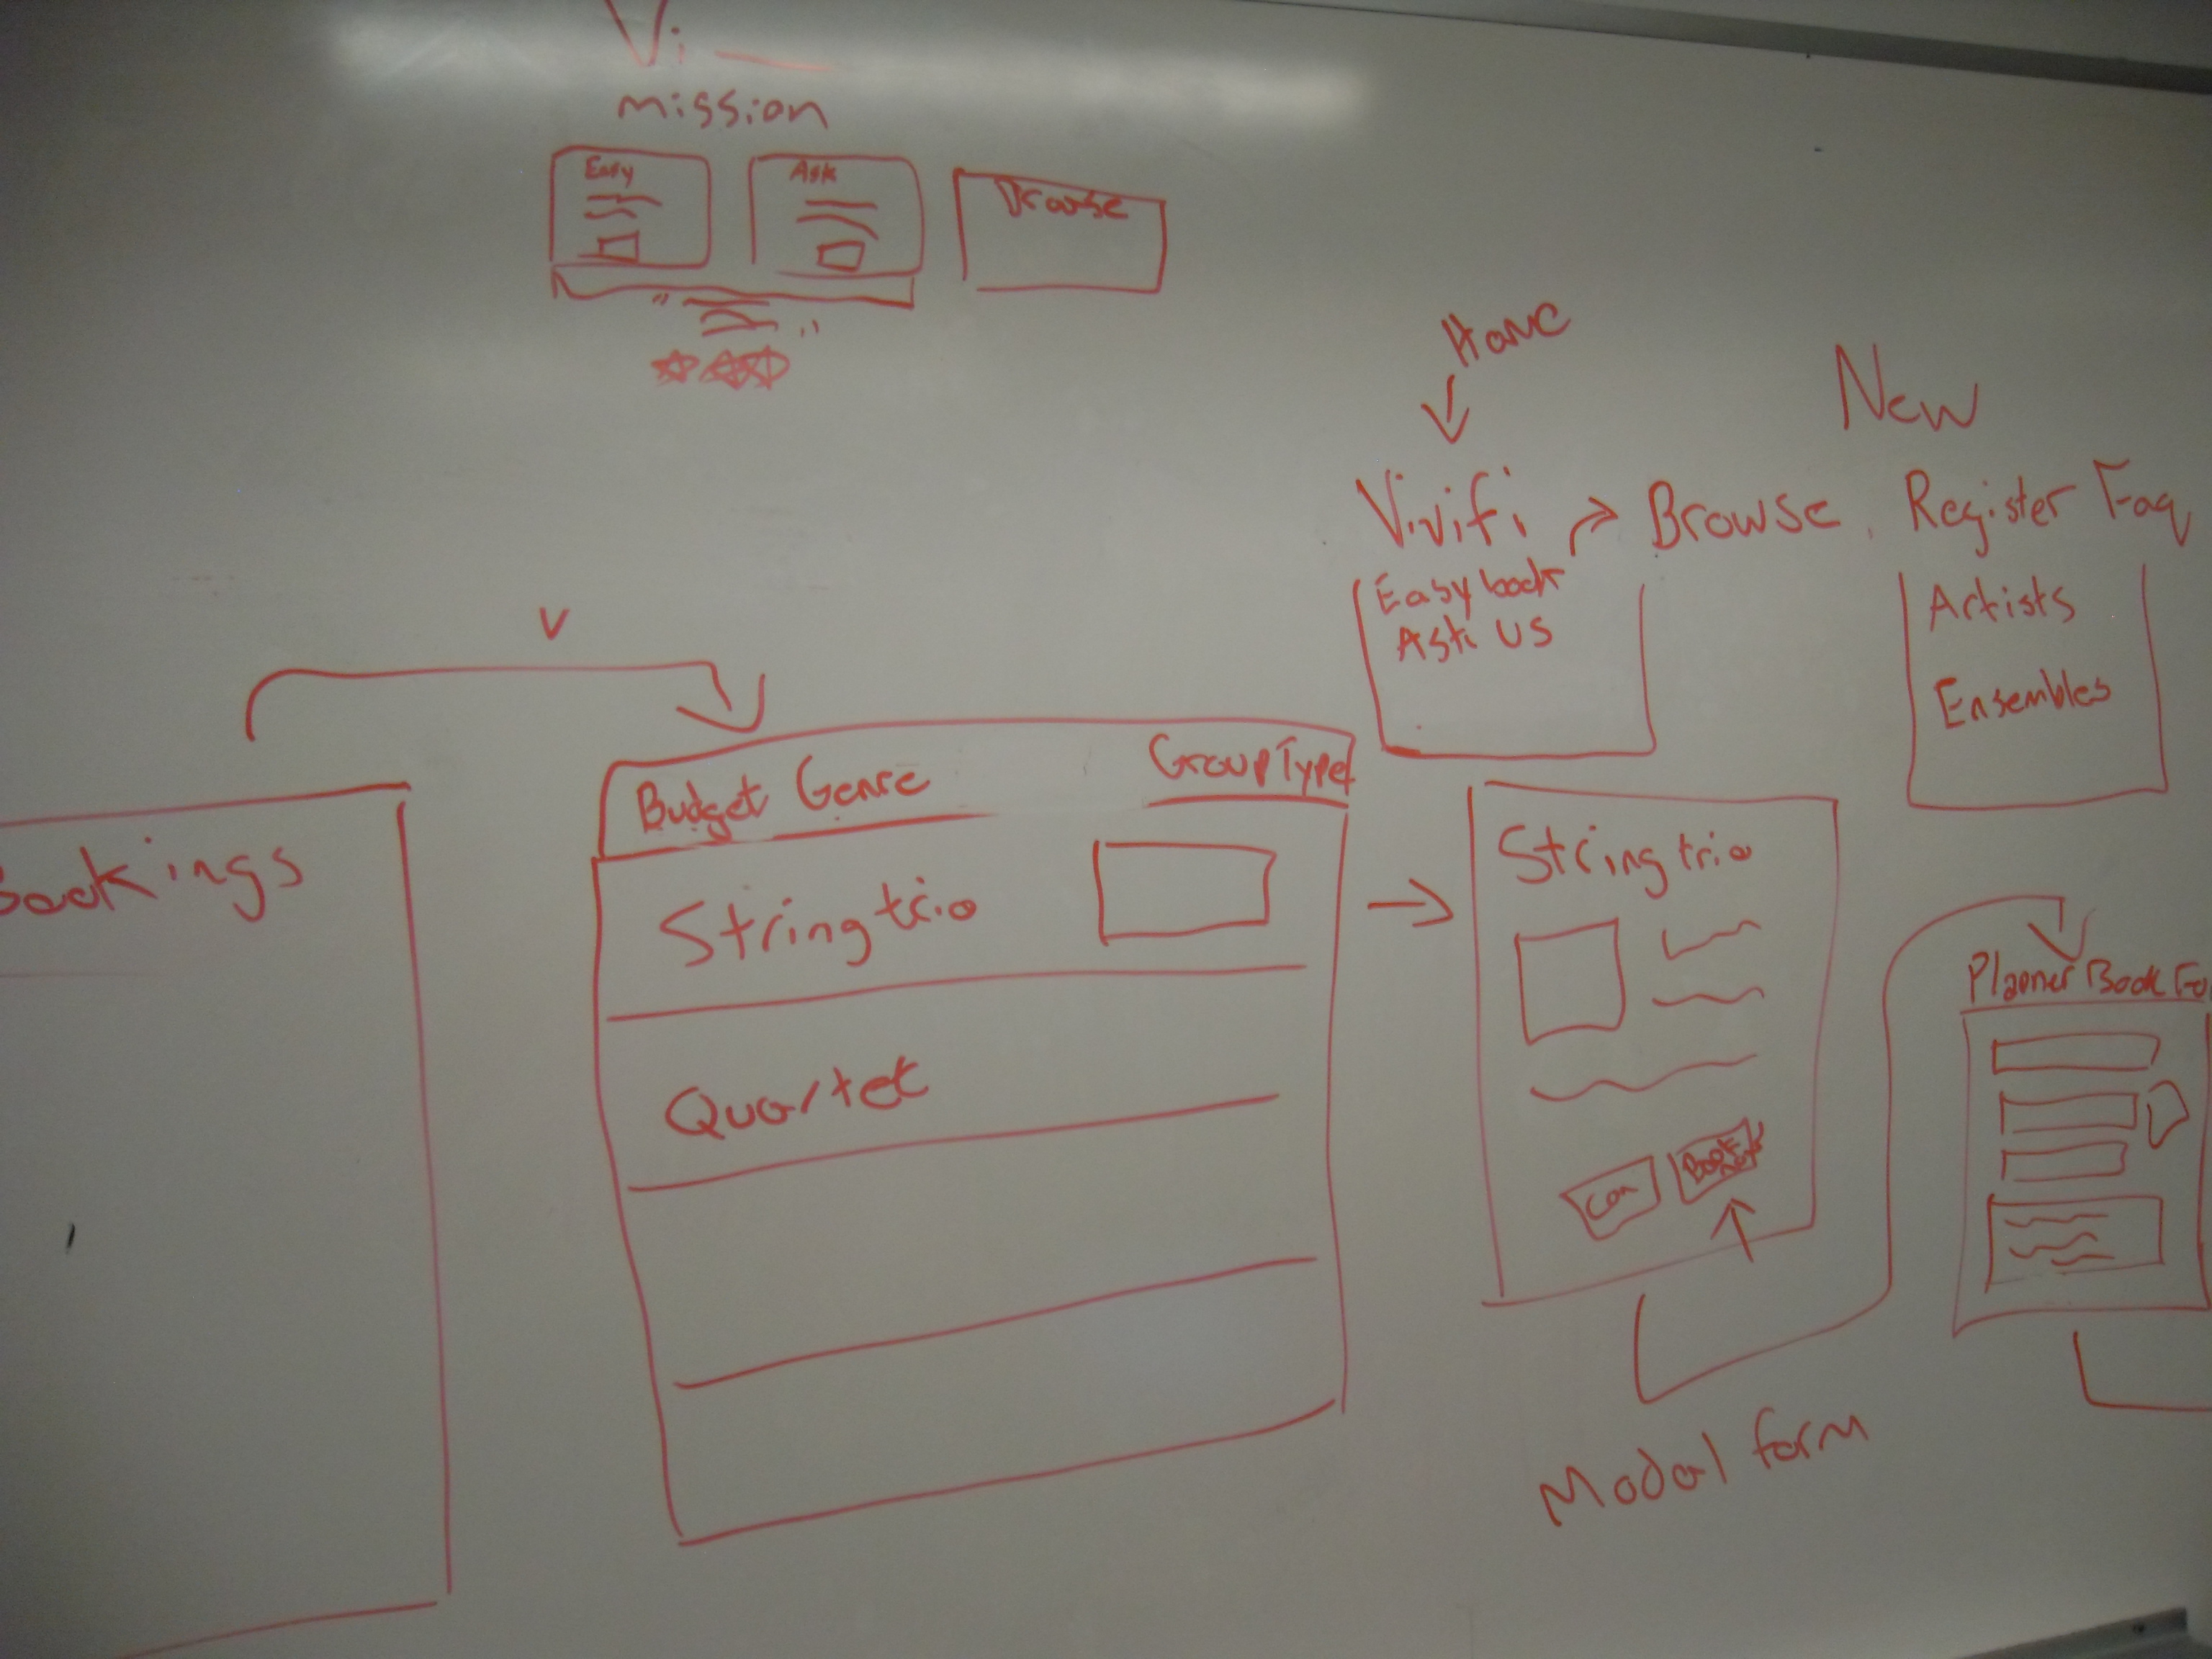 Vi
mission
Easy
Ask
Browse
Home
New
Vivifi
Browse, Register Faq
Easy book
Ask US
Artists
Ensembles
Bookings
v
Budget Genre
Group Type
String trio
Quartet
String trio
Con
Book
Planner Book Fo
Modal form